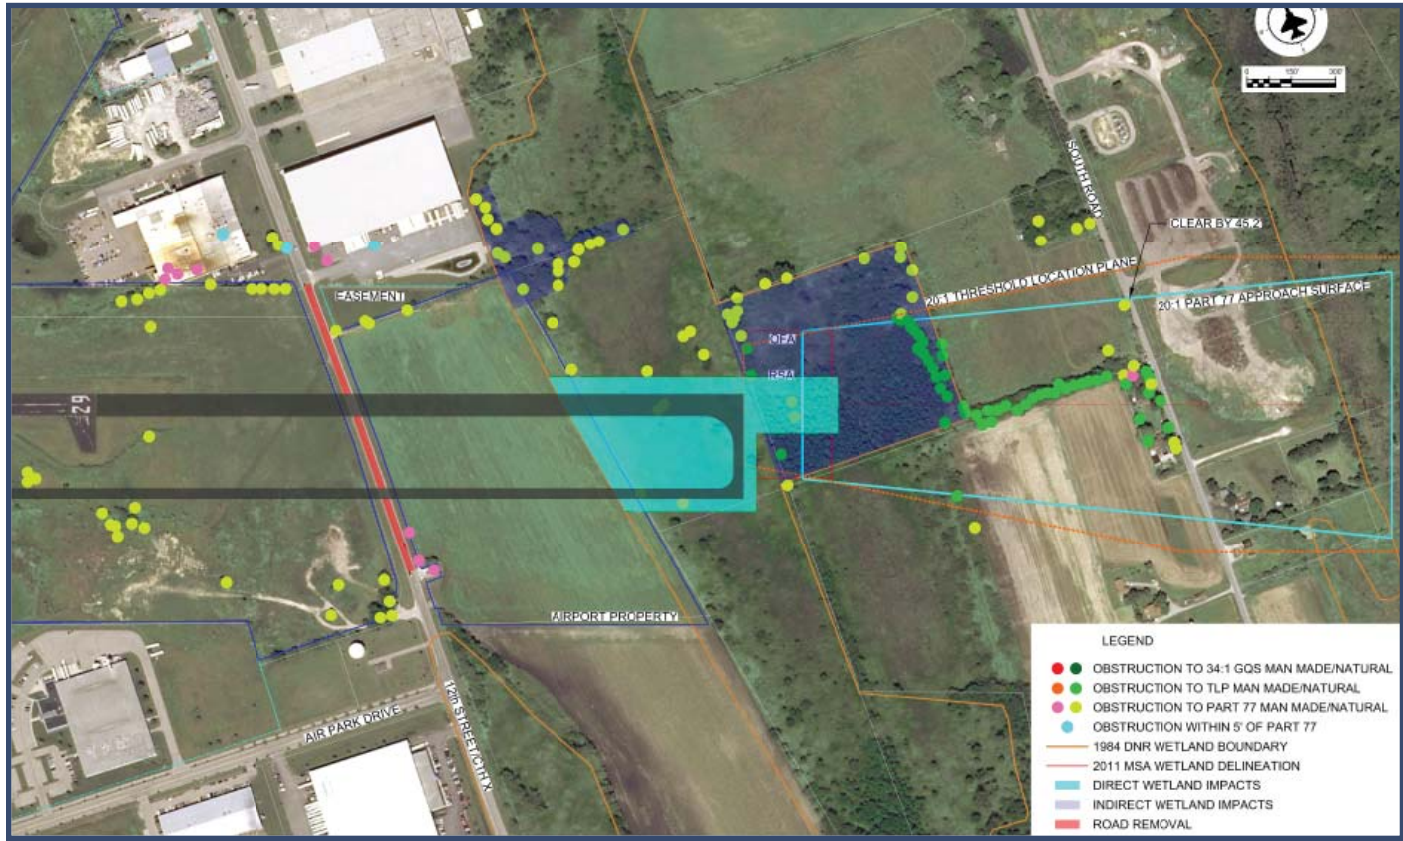 0 150' 300'
SOUTH ROAD
CLEAR BY 45.2'
20:1 THRESHOLD LOCATION PLANE
20:1 PART 77 APPROACH SURFACE
EASEMENT
OFA
RSA
29
AIRPORT PROPERTY
12th STREET/CTH X
AIR PARK DRIVE
LEGEND
OBSTRUCTION TO 34:1 GQS MAN MADE/NATURAL
OBSTRUCTION TO TLP MAN MADE/NATURAL
OBSTRUCTION TO PART 77 MAN MADE/NATURAL
OBSTRUCTION WITHIN 5' OF PART 77
1984 DNR WETLAND BOUNDARY
2011 MSA WETLAND DELINEATION
DIRECT WETLAND IMPACTS
INDIRECT WETLAND IMPACTS
ROAD REMOVAL